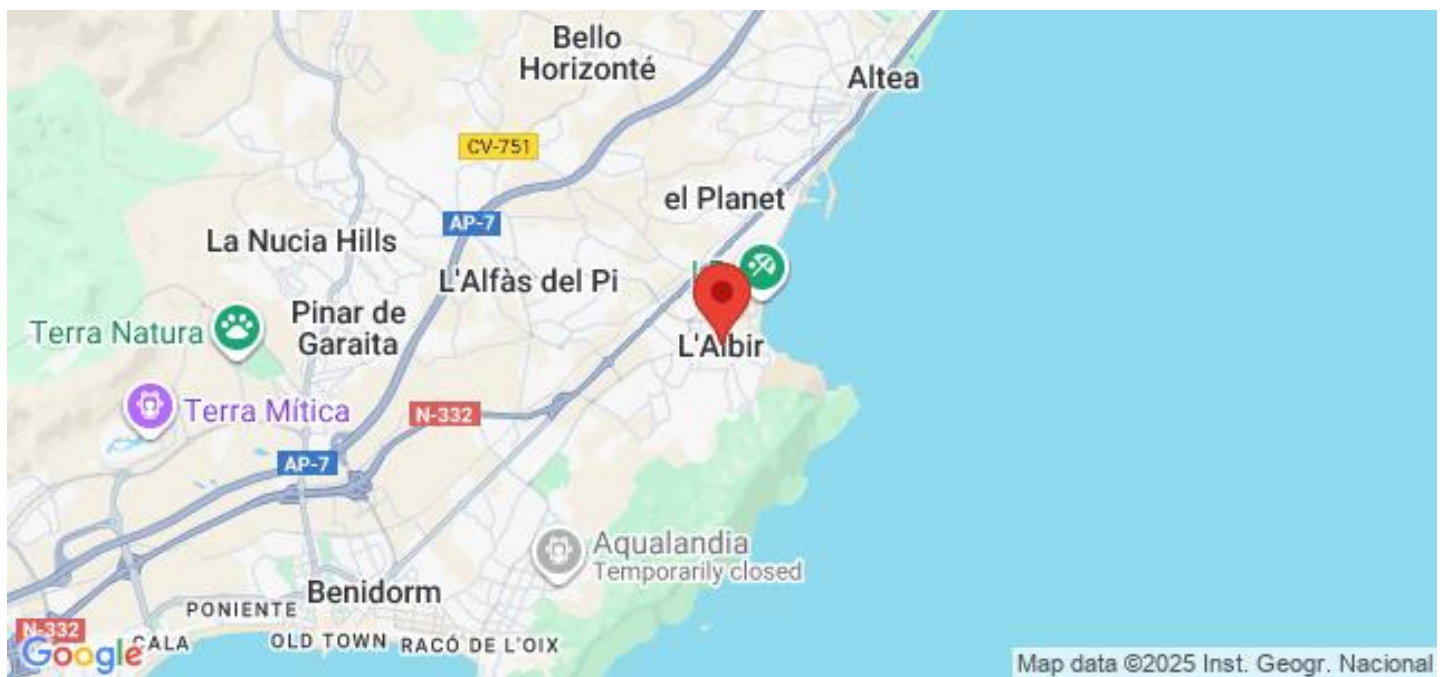 Bello
Horizonté
Altea
CV-751
el Planet
AP-7
La Nucia Hills
L'Alfàs del Pi
Pinar de
Garaita
Terra Natura
L'Albir
Terra Mítica
N-332
AP-7
Aqualandia
Temporarily closed
Benidorm
PONIENTE
N-332
CALA
OLD TOWN
RACÓ DE L'OIX
Google
Map data ©2025 Inst. Geogr. Nacional